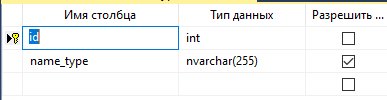 Имя столбца Тип данных Разрешить ...
id int
name_type nvarchar(255)